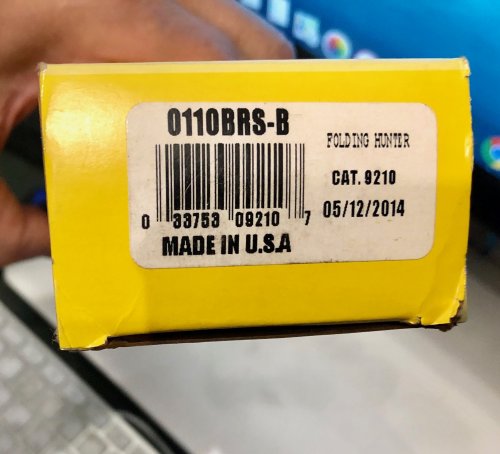 0110BRS-B
FOLDING HUNTER
CAT. 9210
0 33753 09210 7
05/12/2014
MADE IN U.S.A